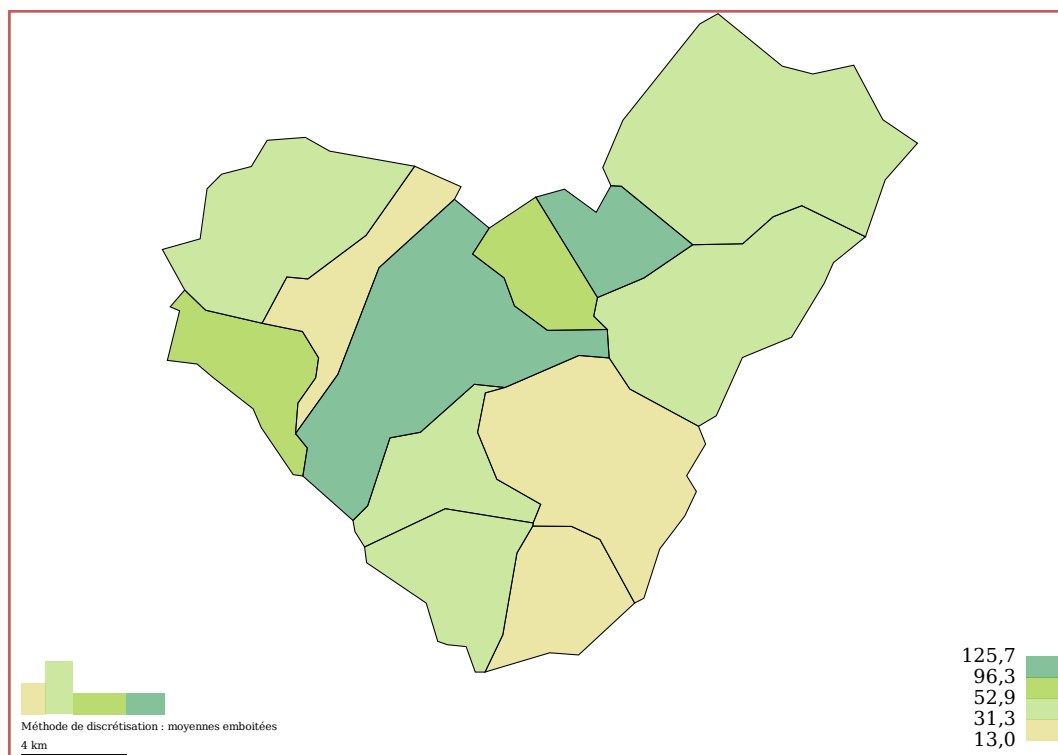 125,7
96,3
52,9
31,3
13,0
Méthode de discrétisation : moyennes emboitées
4 km